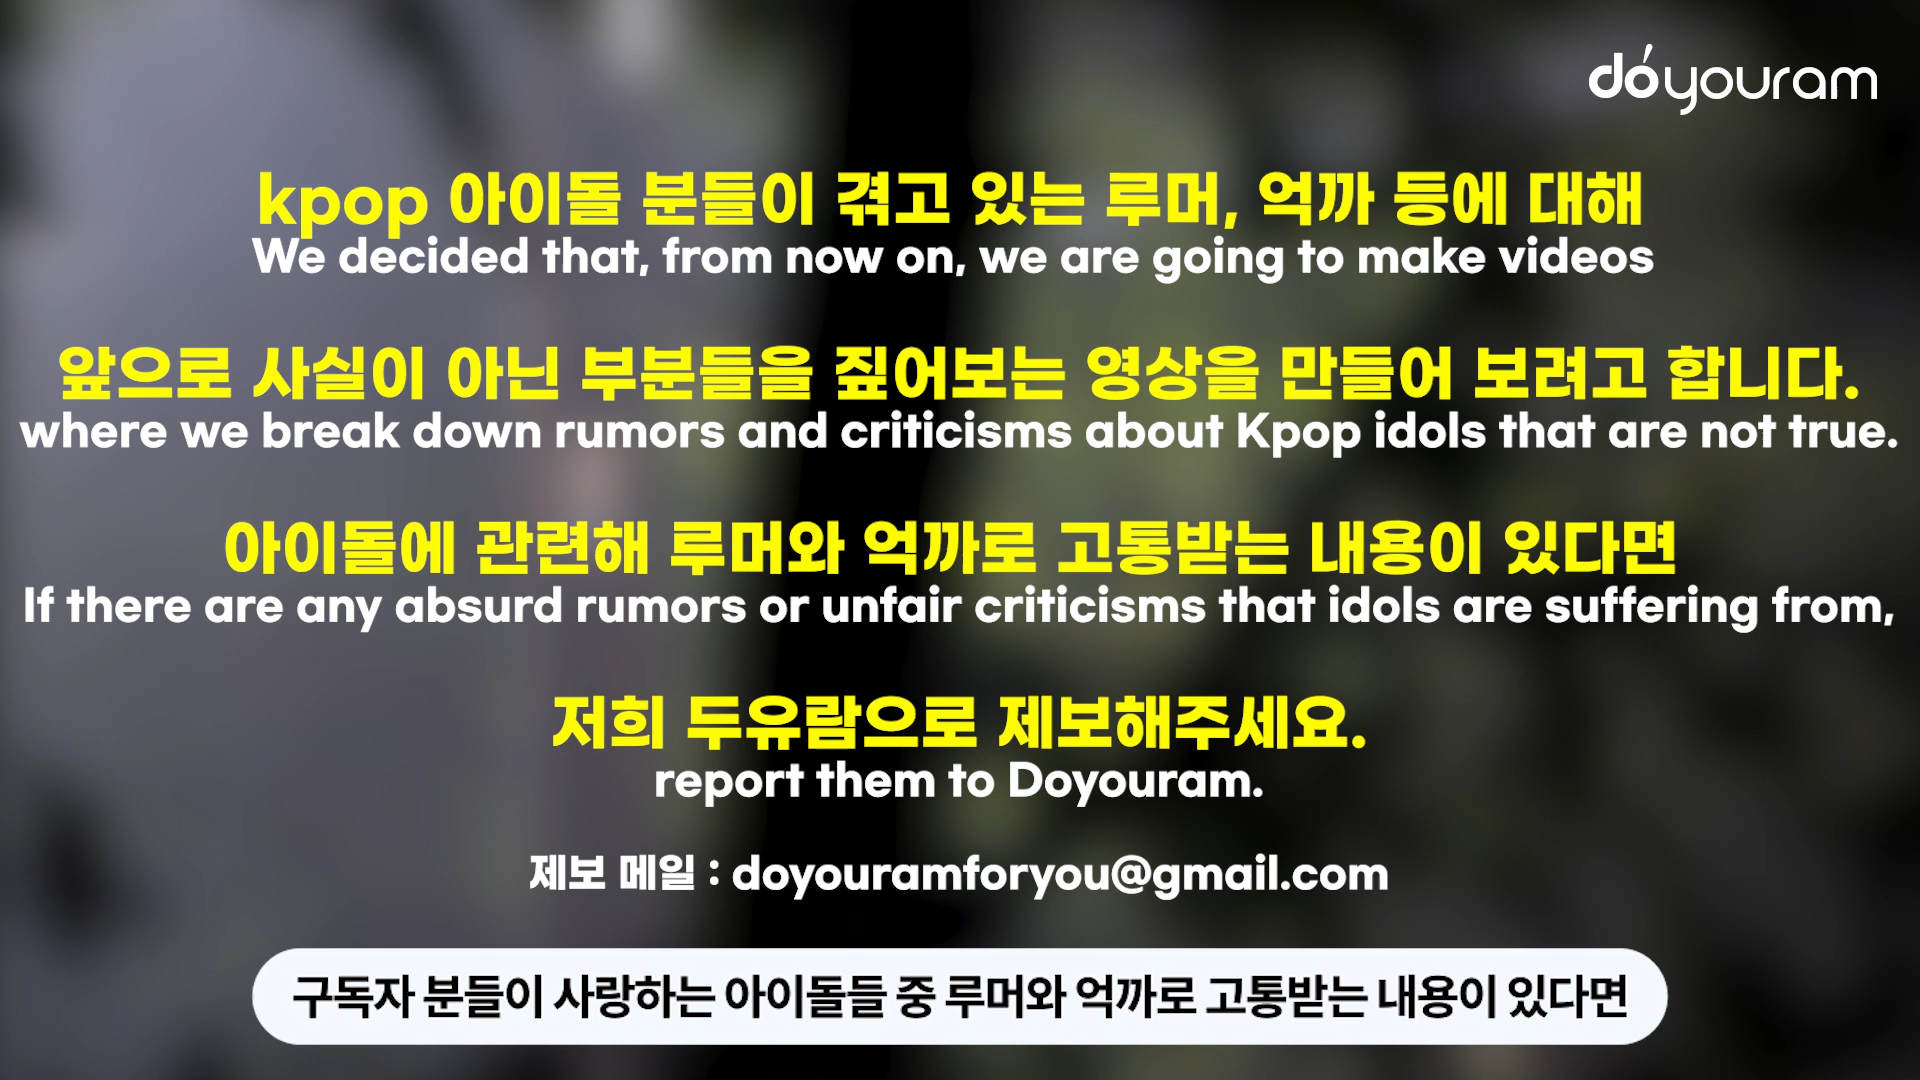 dóyouram
kpop 아이돌 분들이 겪고 있는 루머, 억까 등에 대해
We decided that, from now on, we are going to make videos
앞으로 사실이 아닌 부분들을 짚어보는 영상을 만들어 보려고 합니다.
where we break down rumors and criticisms about Kpop idols that are not true.
아이돌에 관련해 루머와 억까로 고통받는 내용이 있다면
If there are any absurd rumors or unfair criticisms that idols are suffering from,
저희 두유람으로 제보해주세요.
report them to Doyouram.
제보 메일 : doyouramforyou@gmail.com
구독자 분들이 사랑하는 아이돌들 중 루머와 억까로 고통받는 내용이 있다면